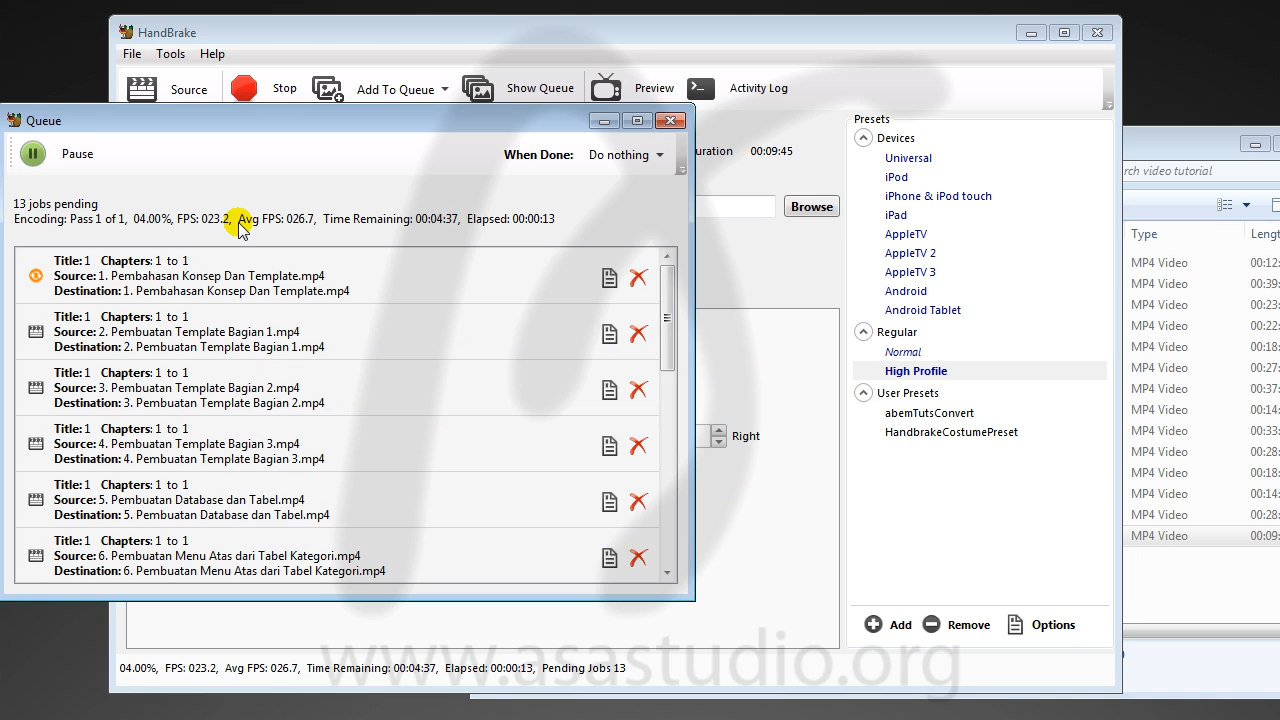 HandBrake
File Tools Help
Source Stop Add To Queue Show Queue Preview Activity Log
Queue
Pause When Done: Do nothing
13 jobs pending
Encoding: Pass 1 of 1, 04.00%, FPS: 023.2, Avg FPS: 026.7, Time Remaining: 00:04:37, Elapsed: 00:00:13
Title: 1 Chapters: 1 to 1
Source: 1. Pembahasan Konsep Dan Template.mp4
Destination: 1. Pembahasan Konsep Dan Template.mp4
Title: 1 Chapters: 1 to 1
Source: 2. Pembuatan Template Bagian 1.mp4
Destination: 2. Pembuatan Template Bagian 1.mp4
Title: 1 Chapters: 1 to 1
Source: 3. Pembuatan Template Bagian 2.mp4
Destination: 3. Pembuatan Template Bagian 2.mp4
Title: 1 Chapters: 1 to 1
Source: 4. Pembuatan Template Bagian 3.mp4
Destination: 4. Pembuatan Template Bagian 3.mp4
Title: 1 Chapters: 1 to 1
Source: 5. Pembuatan Database dan Tabel.mp4
Destination: 5. Pembuatan Database dan Tabel.mp4
Title: 1 Chapters: 1 to 1
Source: 6. Pembuatan Menu Atas dari Tabel Kategori.mp4
Destination: 6. Pembuatan Menu Atas dari Tabel Kategori.mp4
uration 00:09:45
Browse
Right
Presets
Devices
Universal
iPod
iPhone & iPod touch
iPad
AppleTV
AppleTV 2
AppleTV 3
Android
Android Tablet
Regular
Normal
High Profile
User Presets
abemTutsConvert
HandbrakeCostumePreset
Add Remove Options
rch video tutorial
Type Lengt
MP4 Video 00:12:
MP4 Video 00:39:
MP4 Video 00:23:
MP4 Video 00:22:
MP4 Video 00:18:
MP4 Video 00:27:
MP4 Video 00:37:
MP4 Video 00:14:
MP4 Video 00:33:
MP4 Video 00:28:
MP4 Video 00:18:
MP4 Video 00:14:
MP4 Video 00:28:
MP4 Video 00:09:
04.00%, FPS: 023.2, Avg FPS: 026.7, Time Remaining: 00:04:37, Elapsed: 00:00:13, Pending Jobs 13
www.asastudio.org